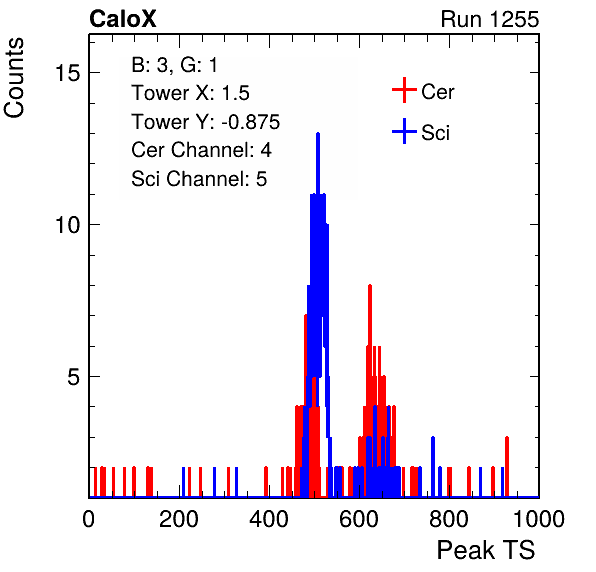 CaloX Run 1255
Counts
B: 3, G: 1
Tower X: 1.5
Tower Y: -0.875
Cer Channel: 4
Sci Channel: 5
Cer
Sci
15
10
5
0 200 400 600 800 1000
Peak TS